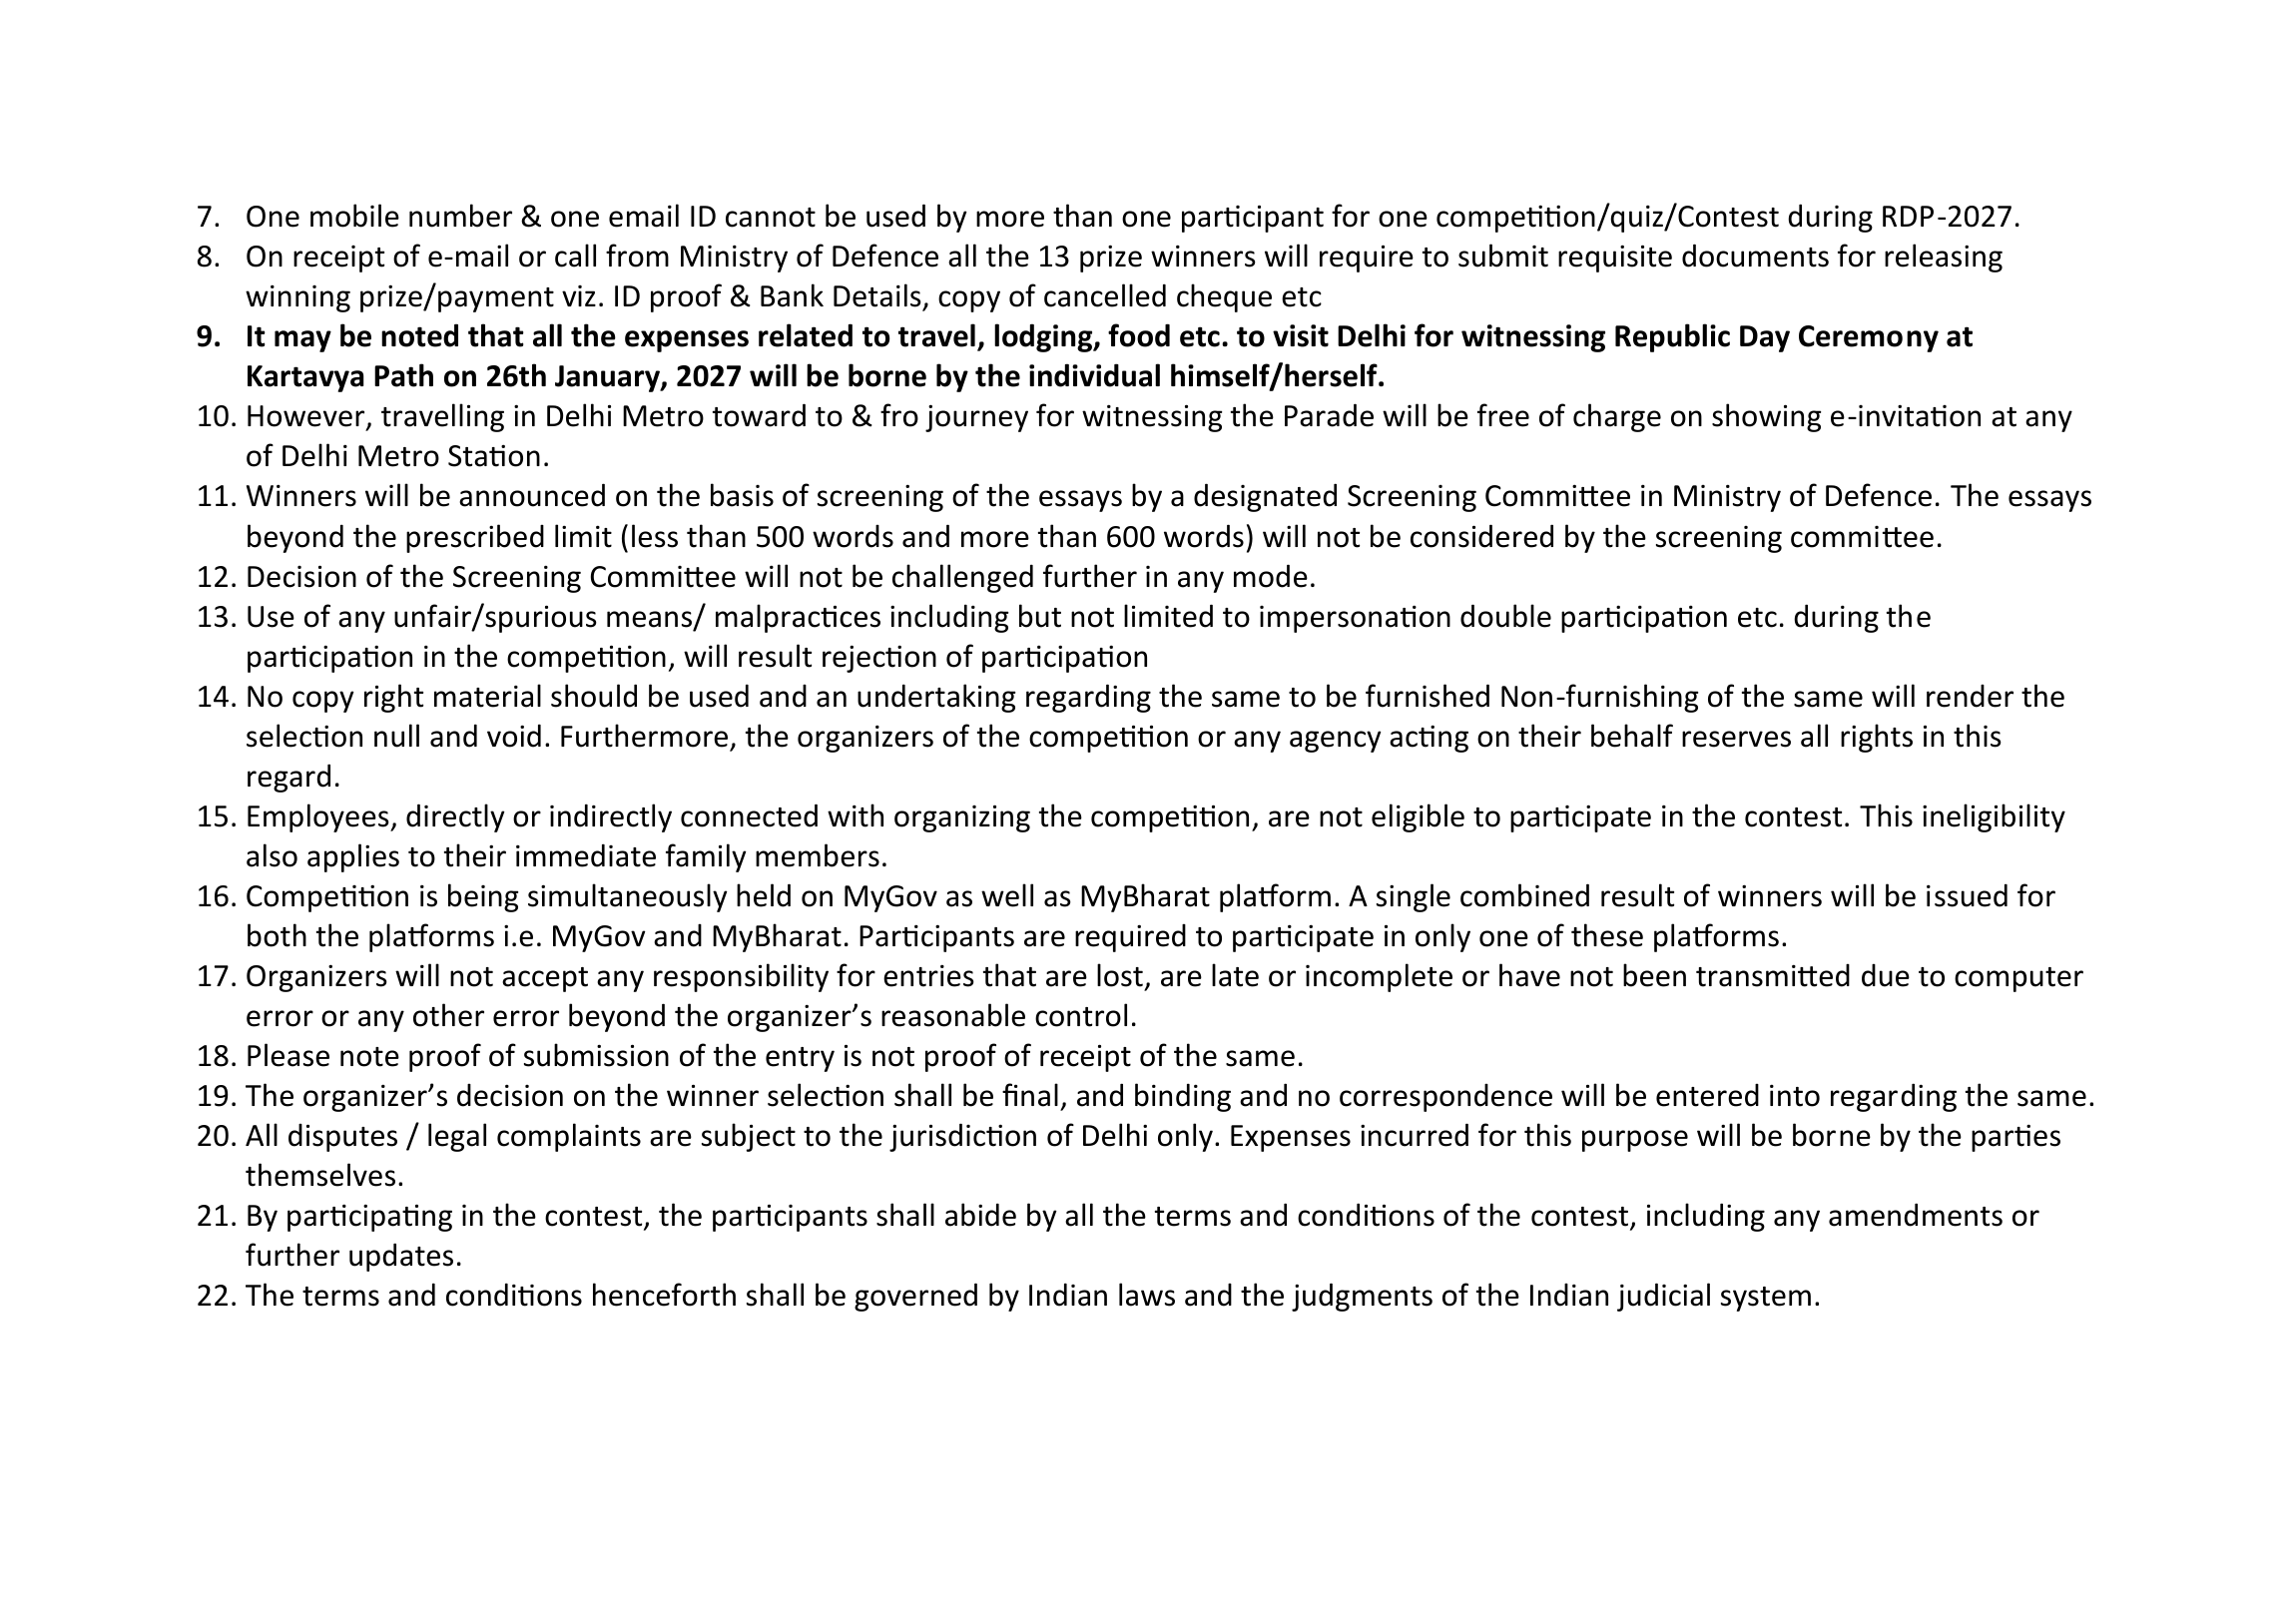 7. One mobile number & one email ID cannot be used by more than one participant for one competition/quiz/Contest during RDP-2027.
8. On receipt of e-mail or call from Ministry of Defence all the 13 prize winners will require to submit requisite documents for releasing
winning prize/payment viz. ID proof & Bank Details, copy of cancelled cheque etc
9. It may be noted that all the expenses related to travel, lodging, food etc. to visit Delhi for witnessing Republic Day Ceremony at
Kartavya Path on 26th January, 2027 will be borne by the individual himself/herself.
10. However, travelling in Delhi Metro toward to & fro journey for witnessing the Parade will be free of charge on showing e-invitation at any
of Delhi Metro Station.
11. Winners will be announced on the basis of screening of the essays by a designated Screening Committee in Ministry of Defence. The essays
beyond the prescribed limit (less than 500 words and more than 600 words) will not be considered by the screening committee.
12. Decision of the Screening Committee will not be challenged further in any mode.
13. Use of any unfair/spurious means/ malpractices including but not limited to impersonation double participation etc. during the
participation in the competition, will result rejection of participation
14. No copy right material should be used and an undertaking regarding the same to be furnished Non-furnishing of the same will render the
selection null and void. Furthermore, the organizers of the competition or any agency acting on their behalf reserves all rights in this
regard.
15. Employees, directly or indirectly connected with organizing the competition, are not eligible to participate in the contest. This ineligibility
also applies to their immediate family members.
16. Competition is being simultaneously held on MyGov as well as MyBharat platform. A single combined result of winners will be issued for
both the platforms i.e. MyGov and MyBharat. Participants are required to participate in only one of these platforms.
17. Organizers will not accept any responsibility for entries that are lost, are late or incomplete or have not been transmitted due to computer
error or any other error beyond the organizer’s reasonable control.
18. Please note proof of submission of the entry is not proof of receipt of the same.
19. The organizer’s decision on the winner selection shall be final, and binding and no correspondence will be entered into regarding the same.
20. All disputes / legal complaints are subject to the jurisdiction of Delhi only. Expenses incurred for this purpose will be borne by the parties
themselves.
21. By participating in the contest, the participants shall abide by all the terms and conditions of the contest, including any amendments or
further updates.
22. The terms and conditions henceforth shall be governed by Indian laws and the judgments of the Indian judicial system.